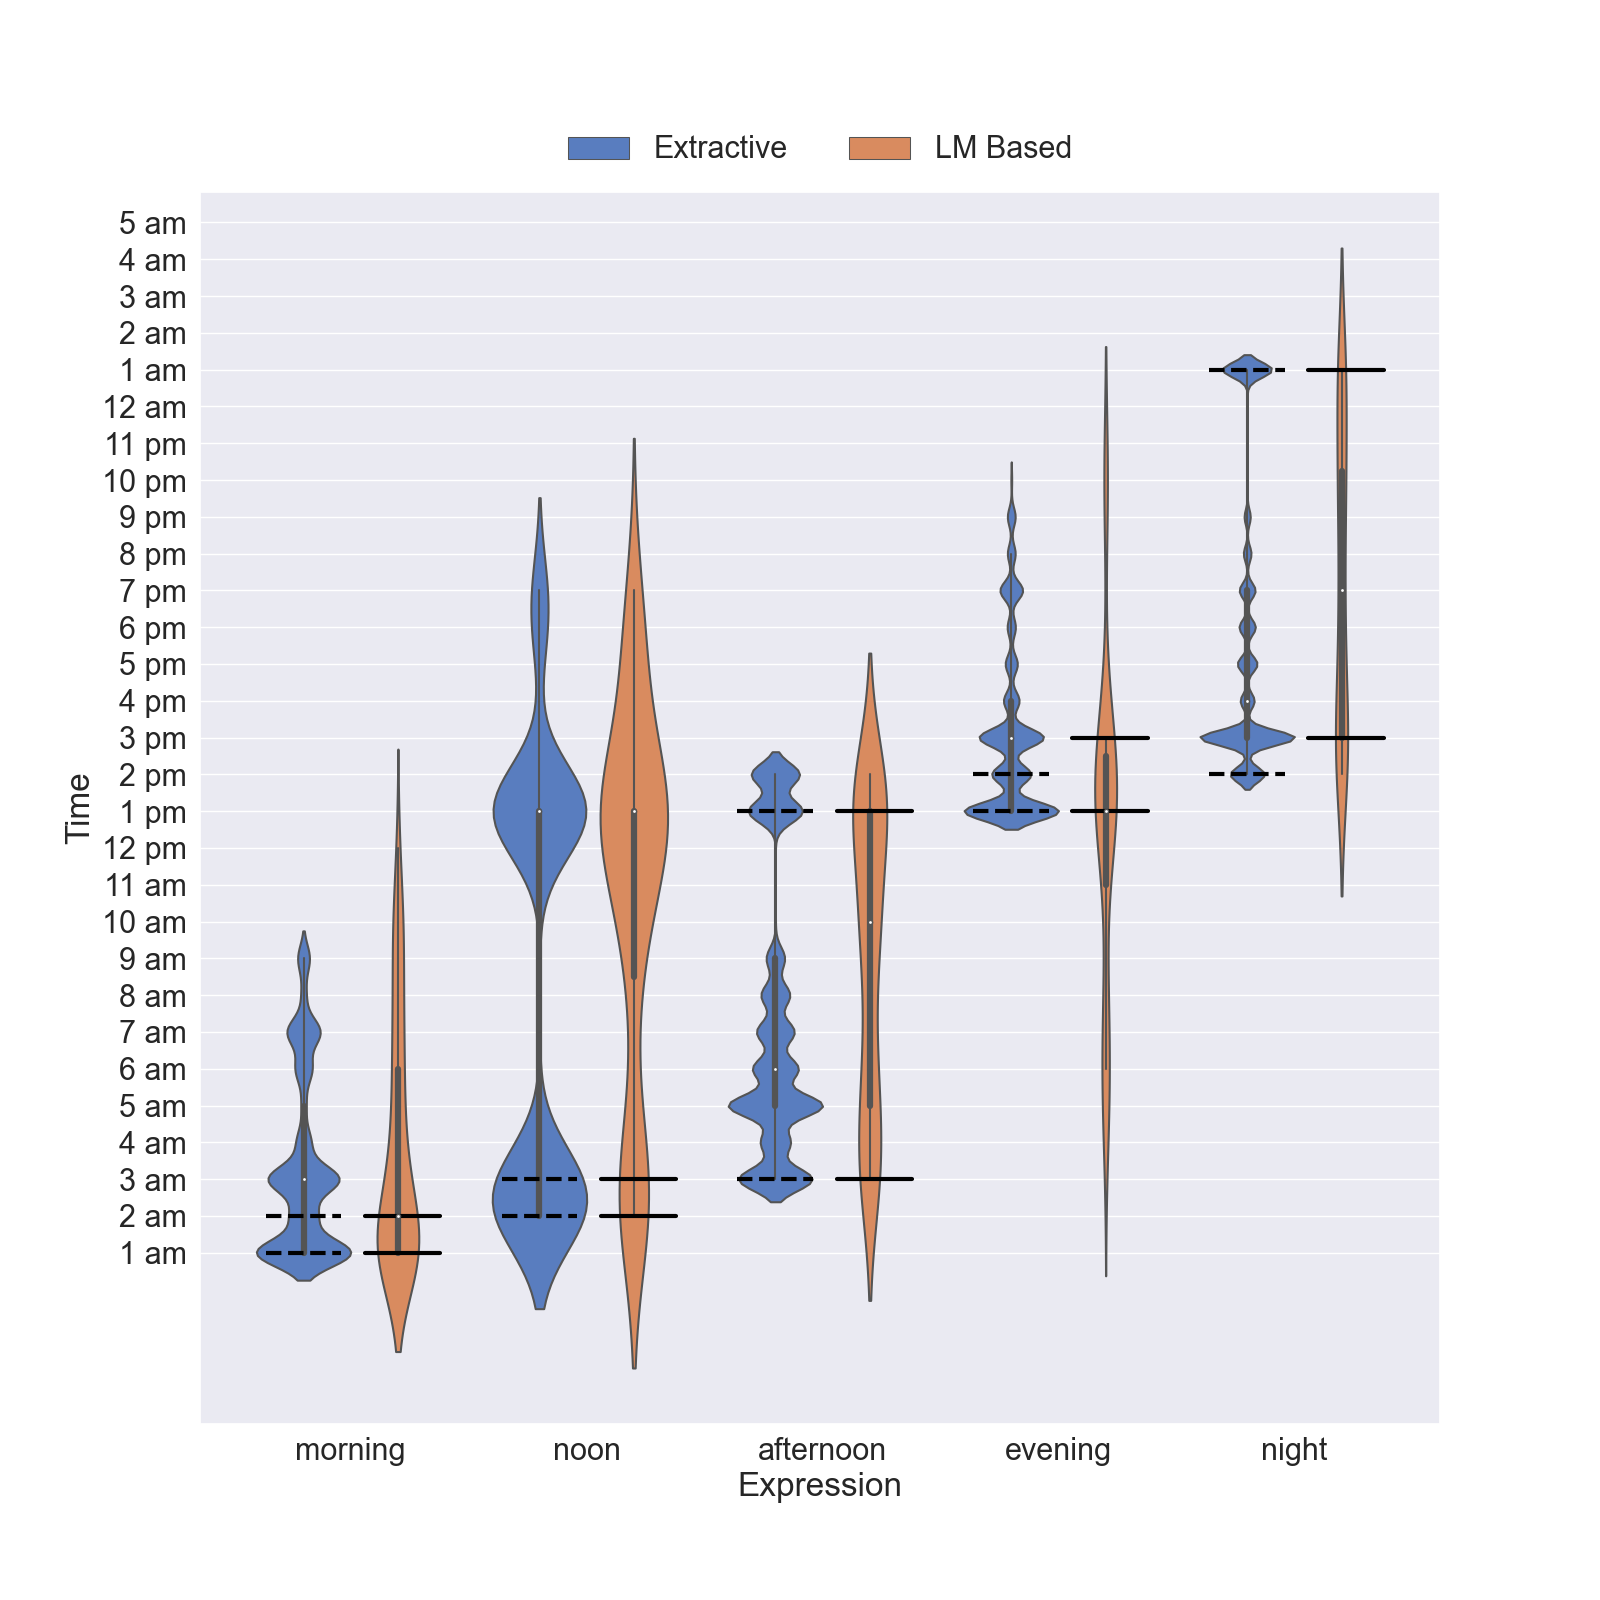 Extractive
LM Based
5 am
4 am
3 am
2 am
1 am
12 am
11 pm
10 pm
9 pm
8 pm
7 pm
6 pm
5 pm
4 pm
3 pm
2 pm
1 pm
12 pm
11 am
10 am
9 am
8 am
7 am
6 am
5 am
4 am
3 am
2 am
1 am
Time
morning
noon
afternoon
evening
night
Expression